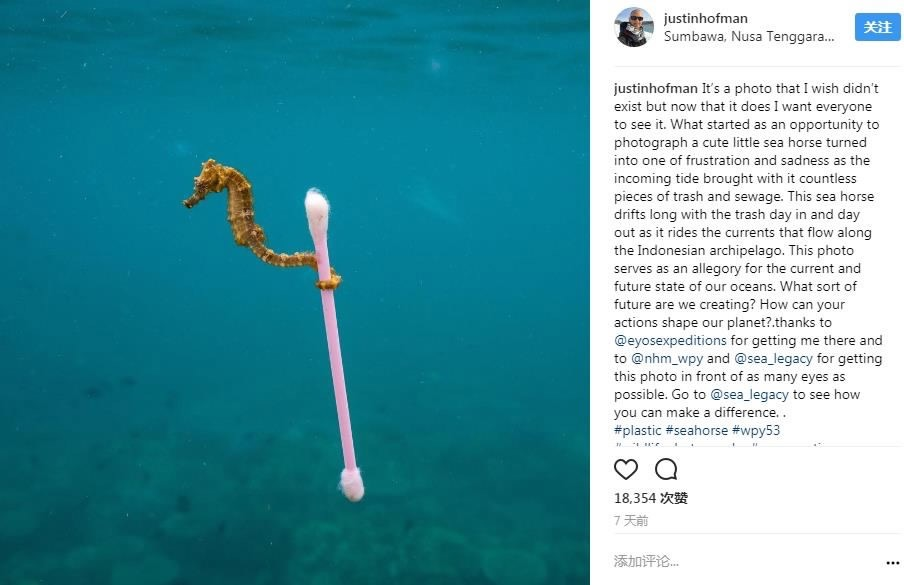 justinhofman
Sumbawa, Nusa Tenggara...
关注
justinhofman It's a photo that I wish didn't
exist but now that it does I want everyone
to see it. What started as an opportunity to
photograph a cute little sea horse turned
into one of frustration and sadness as the
incoming tide brought with it countless
pieces of trash and sewage. This sea horse
drifts long with the trash day in and day
out as it rides the currents that flow along
the Indonesian archipelago. This photo
serves as an allegory for the current and
future state of our oceans. What sort of
future are we creating? How can your
actions shape our planet?.thanks to
@eyosexpeditions for getting me there and
to @nhm_wpy and @sea_legacy for getting
this photo in front of as many eyes as
possible. Go to @sea_legacy to see how
you can make a difference. .
#plastic #seahorse #wpy53
18,354 次赞
7 天前
添加评论...